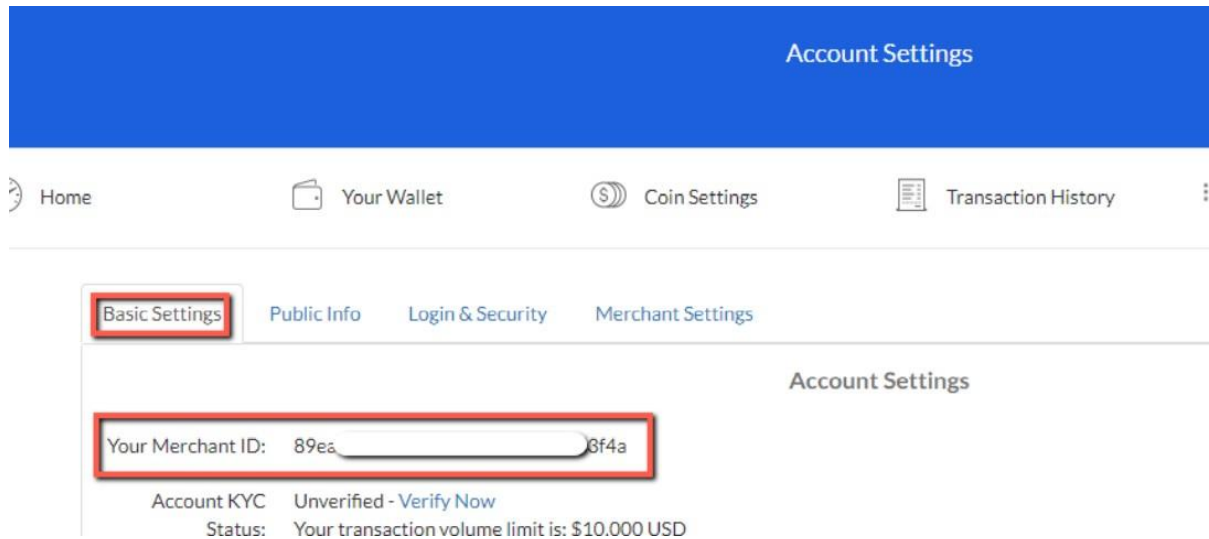 Account Settings
Home Your Wallet Coin Settings Transaction History
Basic Settings Public Info Login & Security Merchant Settings
Account Settings
Your Merchant ID: 89ea 3f4a
Account KYC Unverified - Verify Now
Status: Your transaction volume limit is: $10,000 USD